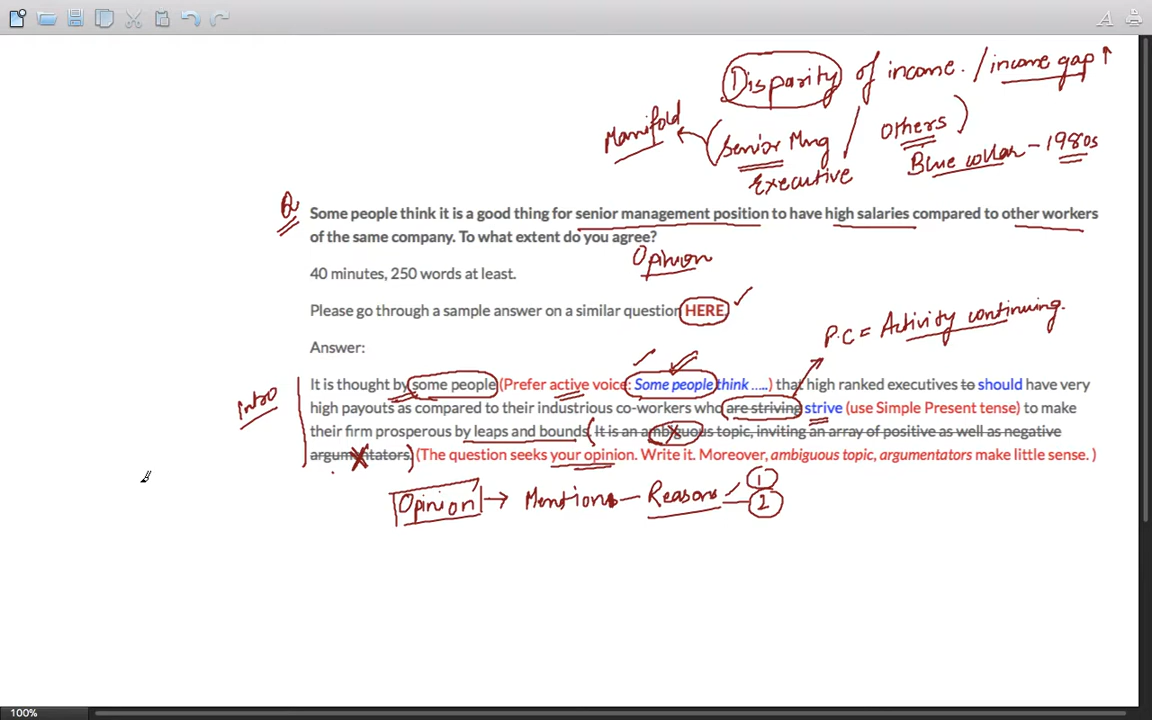 Disparity of income. / income gap ↑
Manifold ← (Senior Mng / Others)
Executive Blue collar - 1980s
Q Some people think it is a good thing for senior management position to have high salaries compared to other workers
of the same company. To what extent do you agree?
Opinion
40 minutes, 250 words at least.
Please go through a sample answer on a similar question HERE. ✓
P.C = Activity continuing.
Answer:
Intro
It is thought by some people (Prefer active voice: Some people think .....) that high ranked executives to should have very
high payouts as compared to their industrious co-workers who are striving strive (use Simple Present tense) to make
their firm prosperous by leaps and bounds. (It is an ambiguous topic, inviting an array of positive as well as negative
argumentators.) (The question seeks your opinion. Write it. Moreover, ambiguous topic, argumentators make little sense. )
Opinion → Mentions - Reasons 1
2
100%